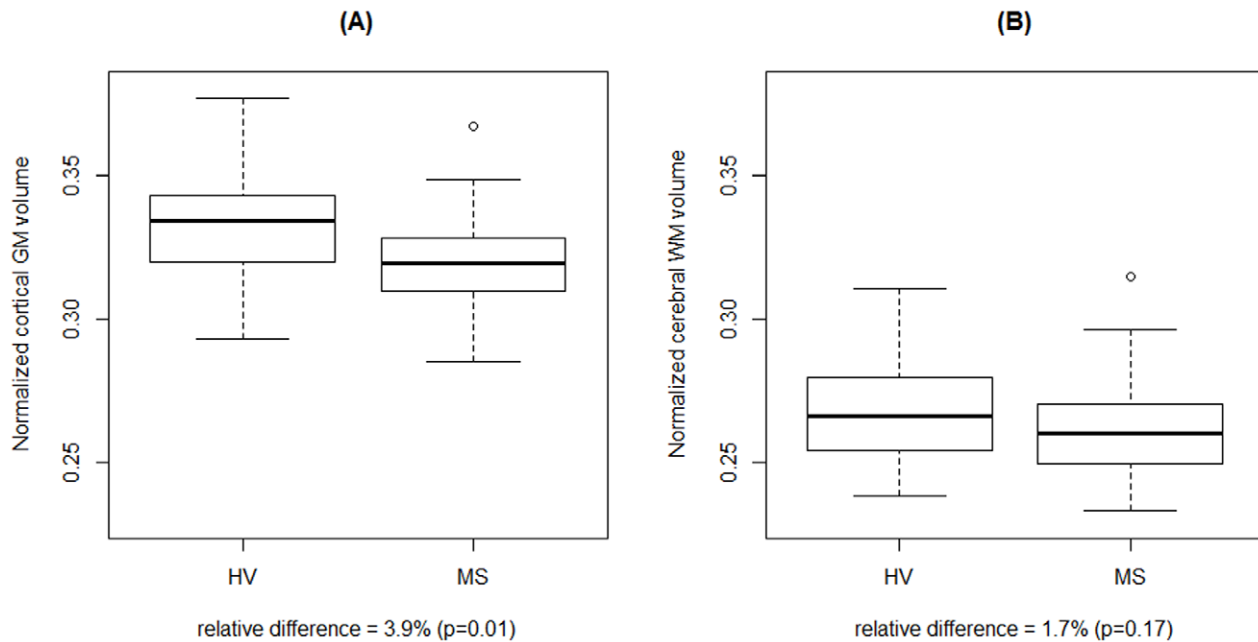 (A)
Normalized cortical GM volume
0.35
0.30
0.25
HV
MS
relative difference = 3.9% (p=0.01)
(B)
Normalized cerebral WM volume
0.35
0.30
0.25
HV
MS
relative difference = 1.7% (p=0.17)